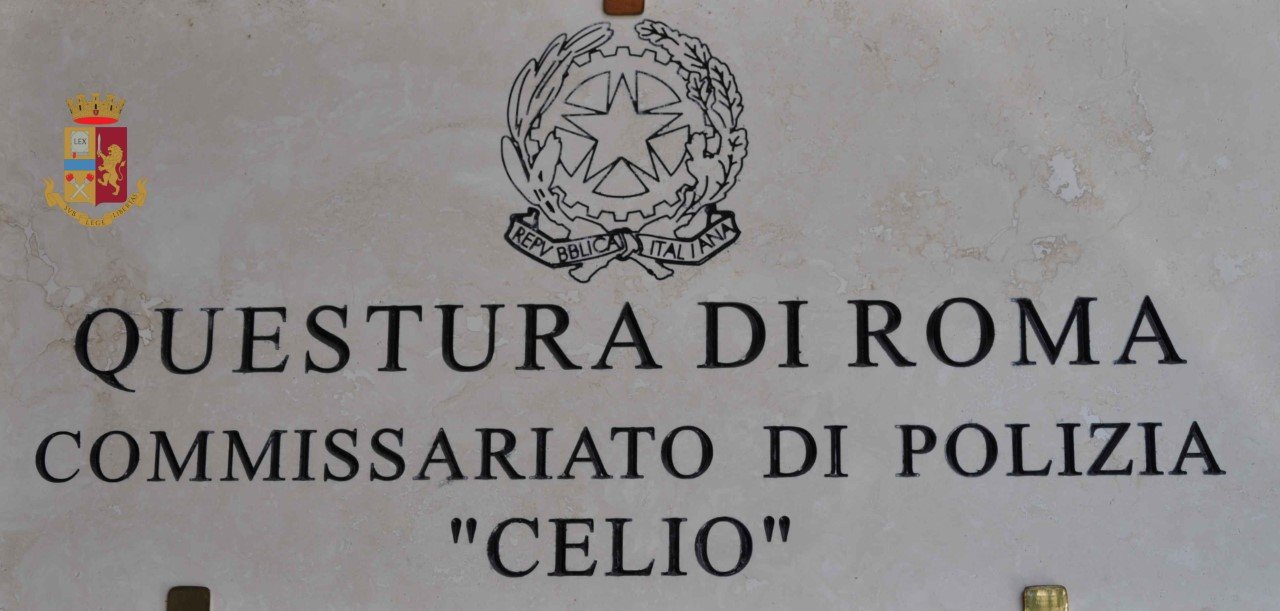 LEX
SUB LEGE LIBERTAS
REPVBBLICA ITALIANA
QUESTURA DI ROMA
COMMISSARIATO DI POLIZIA
"CELIO"